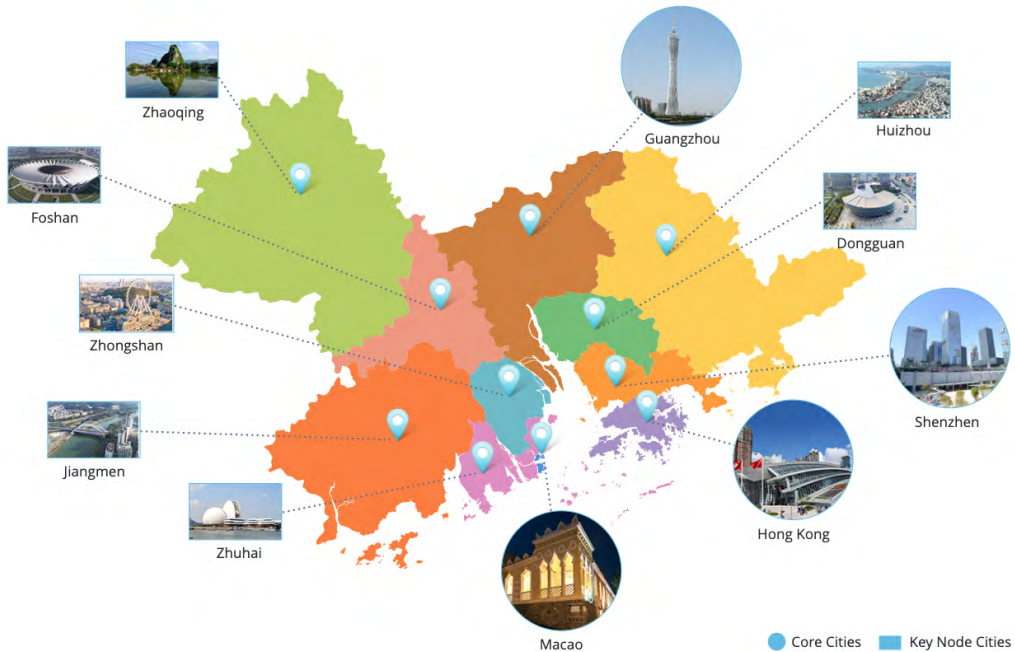 Zhaoqing
Guangzhou
Huizhou
Foshan
Dongguan
Zhongshan
Shenzhen
Jiangmen
Hong Kong
Zhuhai
Macao
Core Cities
Key Node Cities